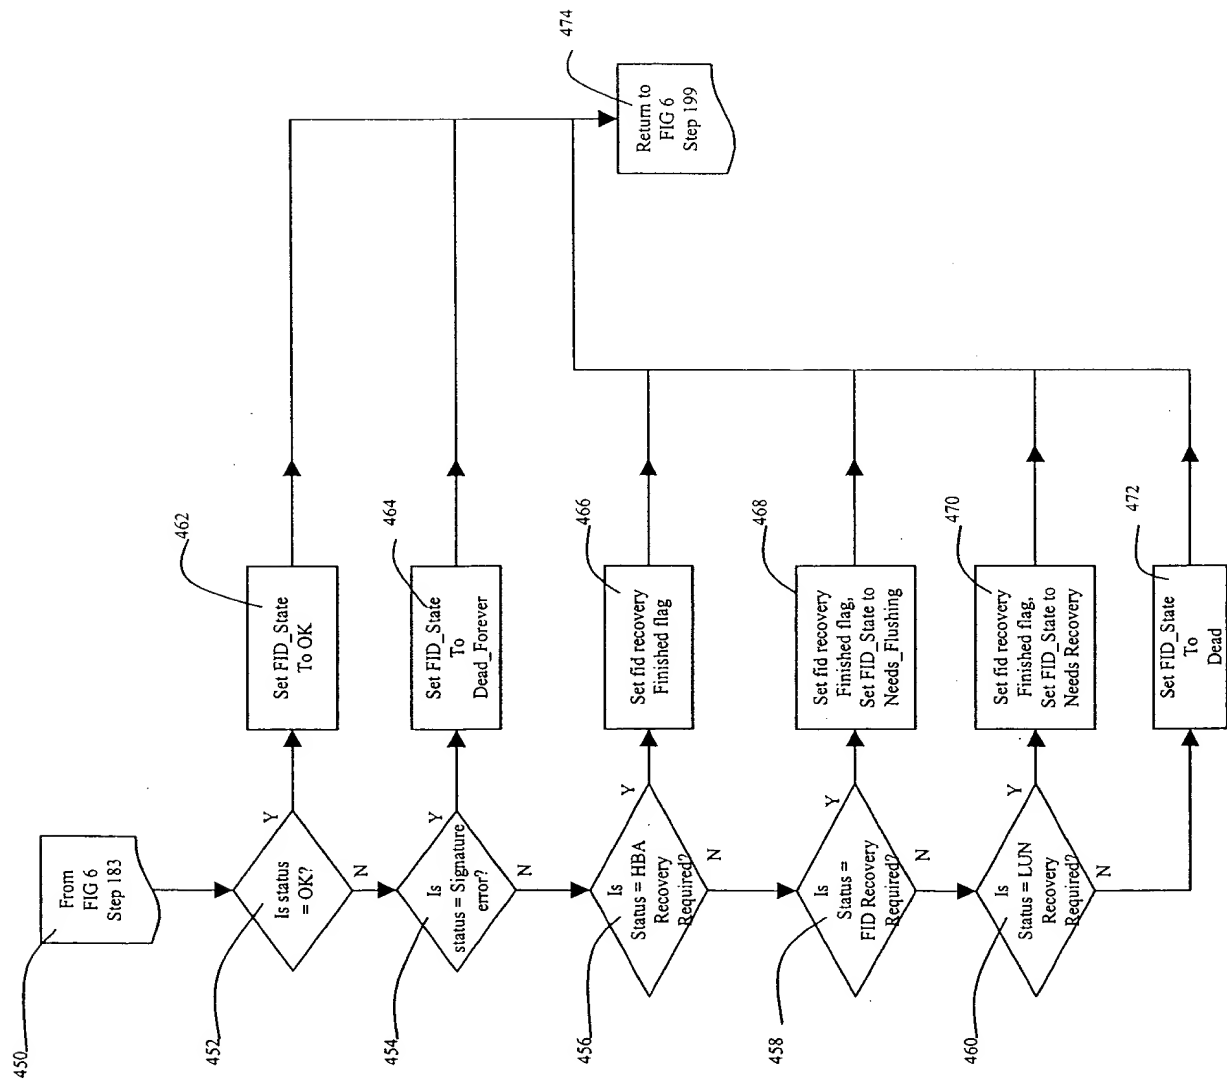 450
From
FIG 6
Step 183
452
Is status
= OK?
Y
N
462
Set FID_State
To OK
454
Is
status = Signature
error?
Y
N
464
Set FID_State
To
Dead_Forever
456
Is
Status = HBA
Recovery
Required?
Y
N
466
Set fid recovery
Finished flag
458
Is
Status =
FID Recovery
Required?
Y
N
468
Set fid recovery
Finished flag,
Set FID_State to
Needs_Flushing
460
Is
Status = LUN
Recovery
Required?
Y
N
470
Set fid recovery
Finished flag,
Set FID_State to
Needs Recovery
472
Set FID_State
To
Dead
474
Return to
FIG 6
Step 199